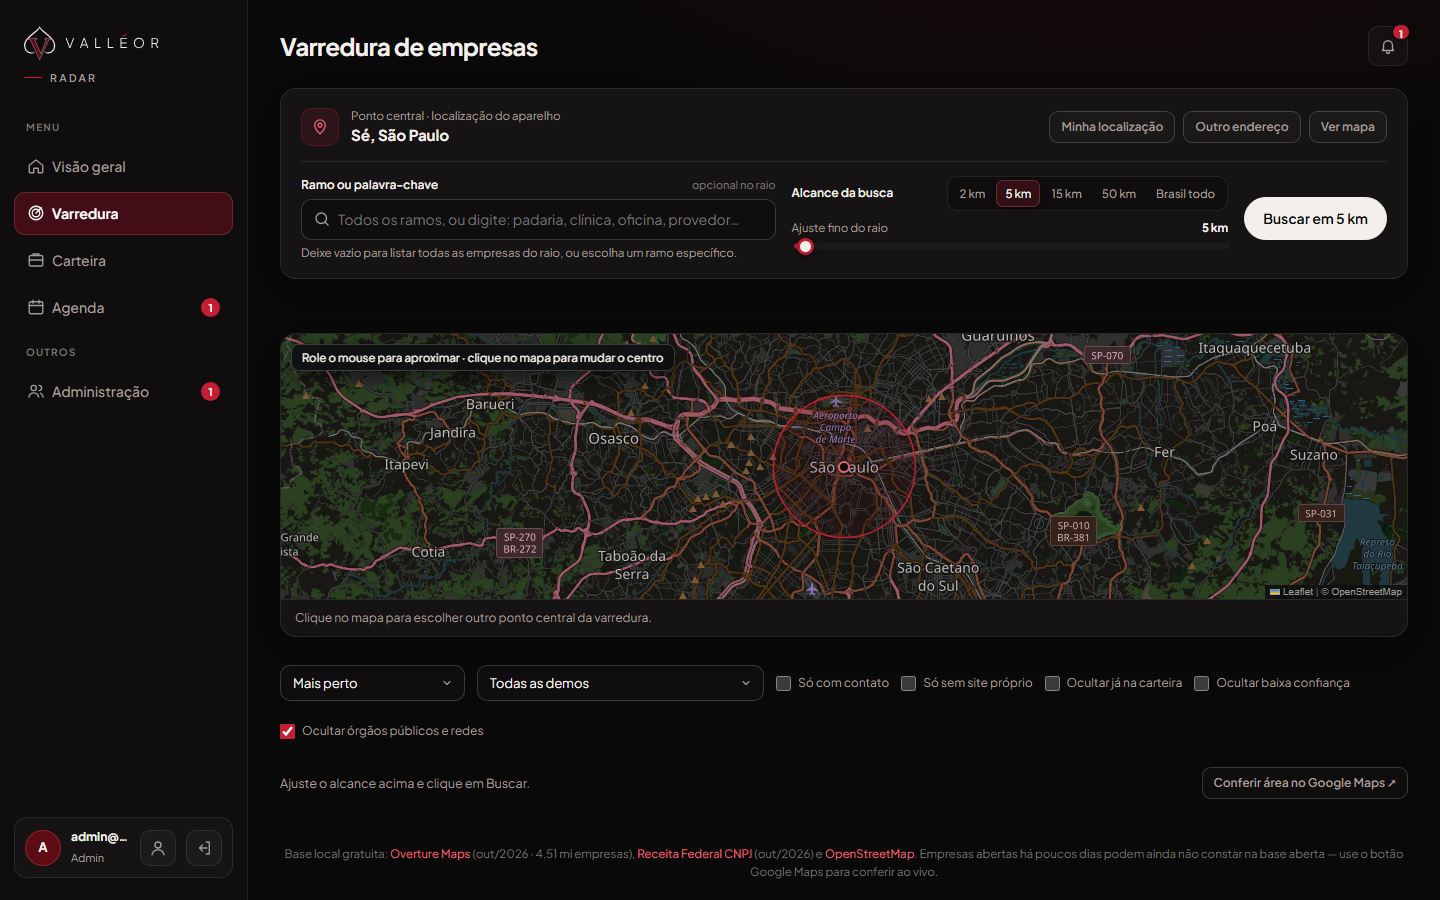 VALLÉOR
RADAR
MENU
Visão geral
Varredura
Carteira
Agenda 1
OUTROS
Administração 1
A
admin@...
Admin
Varredura de empresas
1
Ponto central · localização do aparelho
Sé, São Paulo
Minha localização
Outro endereço
Ver mapa
Ramo ou palavra-chave
opcional no raio
Todos os ramos, ou digite: padaria, clínica, oficina, provedor...
Deixe vazio para listar todas as empresas do raio, ou escolha um ramo específico.
Alcance da busca
2 km
5 km
15 km
50 km
Brasil todo
Ajuste fino do raio
5 km
Buscar em 5 km
Role o mouse para aproximar · clique no mapa para mudar o centro
Guarulhos
SP-070
Itaquaquecetuba
Barueri
Jandira
Osasco
Itapevi
Aeroporto
Campo
de Marte
São Paulo
Poá
Fer
Suzano
SP-031
SP-010
BR-381
SP-270
BR-272
Grande
ista
Cotia
Taboão da
Serra
São Caetano
do Sul
Represa
do Rio
Taiaçupeba
Leaflet | © OpenStreetMap
Clique no mapa para escolher outro ponto central da varredura.
Mais perto
Todas as demos
Só com contato
Só sem site próprio
Ocultar já na carteira
Ocultar baixa confiança
Ocultar órgãos públicos e redes
Ajuste o alcance acima e clique em Buscar.
Conferir área no Google Maps ↗
Base local gratuita: Overture Maps (out/2026 · 4,51 mi empresas), Receita Federal CNPJ (out/2026) e OpenStreetMap. Empresas abertas há poucos dias podem ainda não constar na base aberta — use o botão
Google Maps para conferir ao vivo.